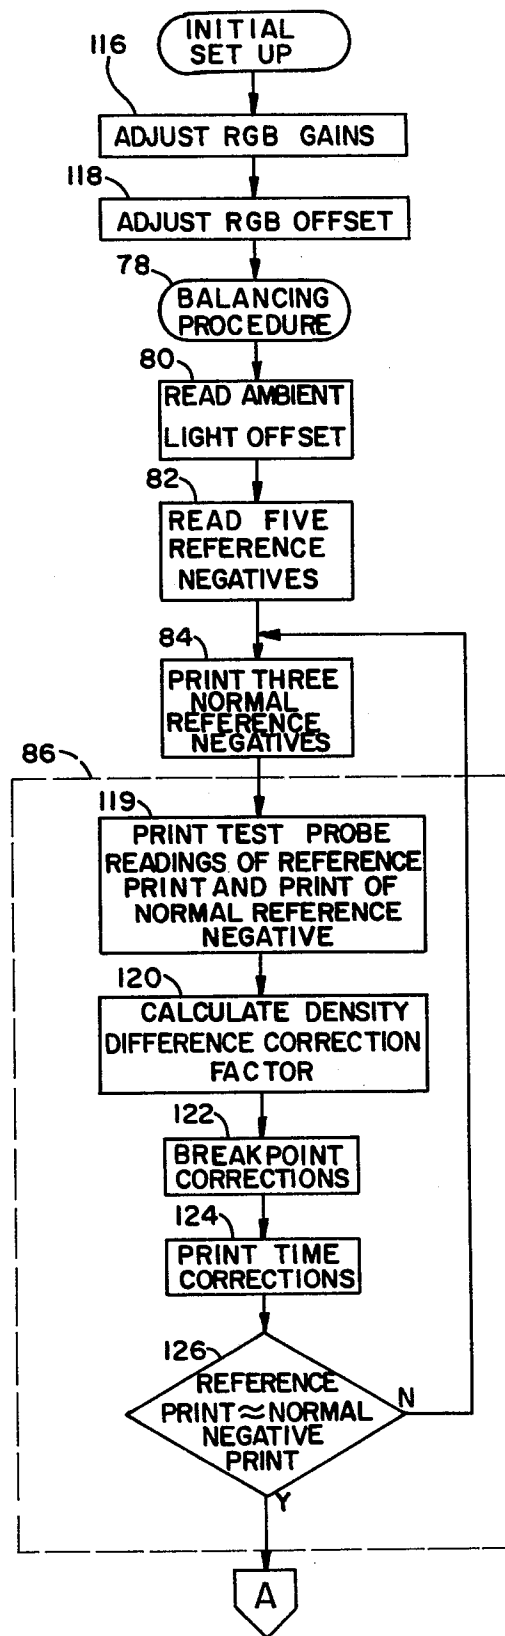 INITIAL
SET UP
116
ADJUST RGB GAINS
118
ADJUST RGB OFFSET
78
BALANCING
PROCEDURE
80
READ AMBIENT
LIGHT OFFSET
82
READ FIVE
REFERENCE
NEGATIVES
84
PRINT THREE
NORMAL
REFERENCE
NEGATIVES
86
119
PRINT TEST PROBE
READINGS OF REFERENCE
PRINT AND PRINT OF
NORMAL REFERENCE
NEGATIVE
120
CALCULATE DENSITY
DIFFERENCE CORRECTION
FACTOR
122
BREAKPOINT
CORRECTIONS
124
PRINT TIME
CORRECTIONS
126
REFERENCE
PRINT ≈ NORMAL
NEGATIVE
PRINT
N
Y
A